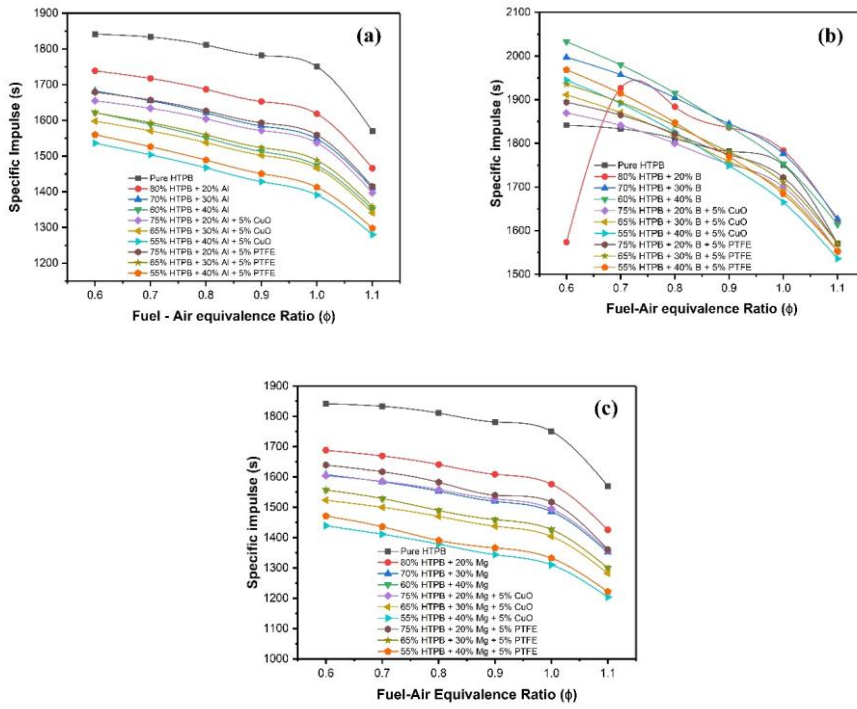 (a)
Specific Impulse (s)
1900
1800
1700
1600
1500
1400
1300
1200
Pure HTPB
80% HTPB + 20% Al
70% HTPB + 30% Al
60% HTPB + 40% Al
75% HTPB + 20% Al + 5% CuO
65% HTPB + 30% Al + 5% CuO
55% HTPB + 40% Al + 5% CuO
75% HTPB + 20% Al + 5% PTFE
65% HTPB + 30% Al + 5% PTFE
55% HTPB + 40% Al + 5% PTFE
0.6 0.7 0.8 0.9 1.0 1.1
Fuel - Air equivalence Ratio (ϕ)
(b)
Specific Impulse (s)
2100
2000
1900
1800
1700
1600
1500
Pure HTPB
80% HTPB + 20% B
70% HTPB + 30% B
60% HTPB + 40% B
75% HTPB + 20% B + 5% CuO
65% HTPB + 30% B + 5% CuO
55% HTPB + 40% B + 5% CuO
75% HTPB + 20% B + 5% PTFE
65% HTPB + 30% B + 5% PTFE
55% HTPB + 40% B + 5% PTFE
0.6 0.7 0.8 0.9 1.0 1.1
Fuel-Air equivalence Ratio (ϕ)
(c)
Specific impulse (s)
1900
1800
1700
1600
1500
1400
1300
1200
1100
1000
Pure HTPB
80% HTPB + 20% Mg
70% HTPB + 30% Mg
60% HTPB + 40% Mg
75% HTPB + 20% Mg + 5% CuO
65% HTPB + 30% Mg + 5% CuO
55% HTPB + 40% Mg + 5% CuO
75% HTPB + 20% Mg + 5% PTFE
65% HTPB + 30% Mg + 5% PTFE
55% HTPB + 40% Mg + 5% PTFE
0.6 0.7 0.8 0.9 1.0 1.1
Fuel-Air Equivalence Ratio (ϕ)